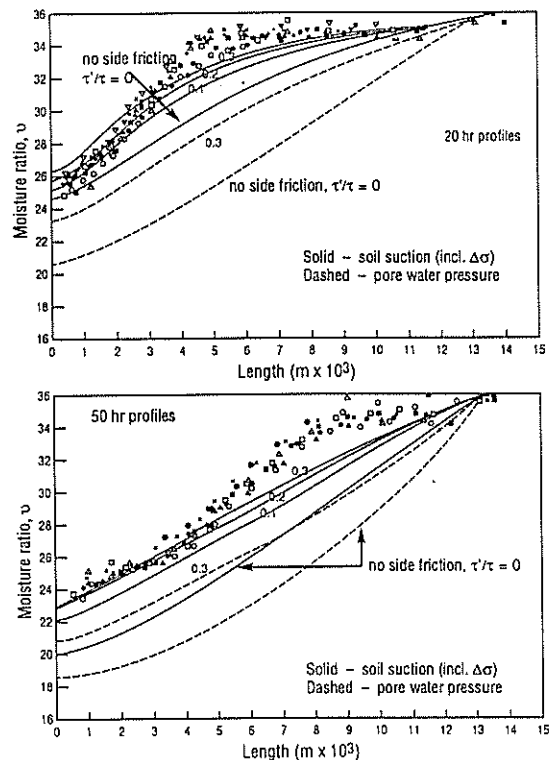 36
34
32
30
28
26
24
22
20
18
16
Moisture ratio, υ
no side friction
τ'/τ = 0
0.3
0.2
0.1
0.3
20 hr profiles
no side friction, τ'/τ = 0
Solid – soil suction (incl. Δσ)
Dashed – pore water pressure
0 1 2 3 4 5 6 7 8 9 10 11 12 13 14 15
Length (m x 10³)
36
34
32
30
28
26
24
22
20
18
16
Moisture ratio, υ
50 hr profiles
0.3
0.2
0.1
0.3
no side friction, τ'/τ = 0
Solid – soil suction (incl. Δσ)
Dashed – pore water pressure
0 1 2 3 4 5 6 7 8 9 10 11 12 13 14 15
Length (m x 10³)